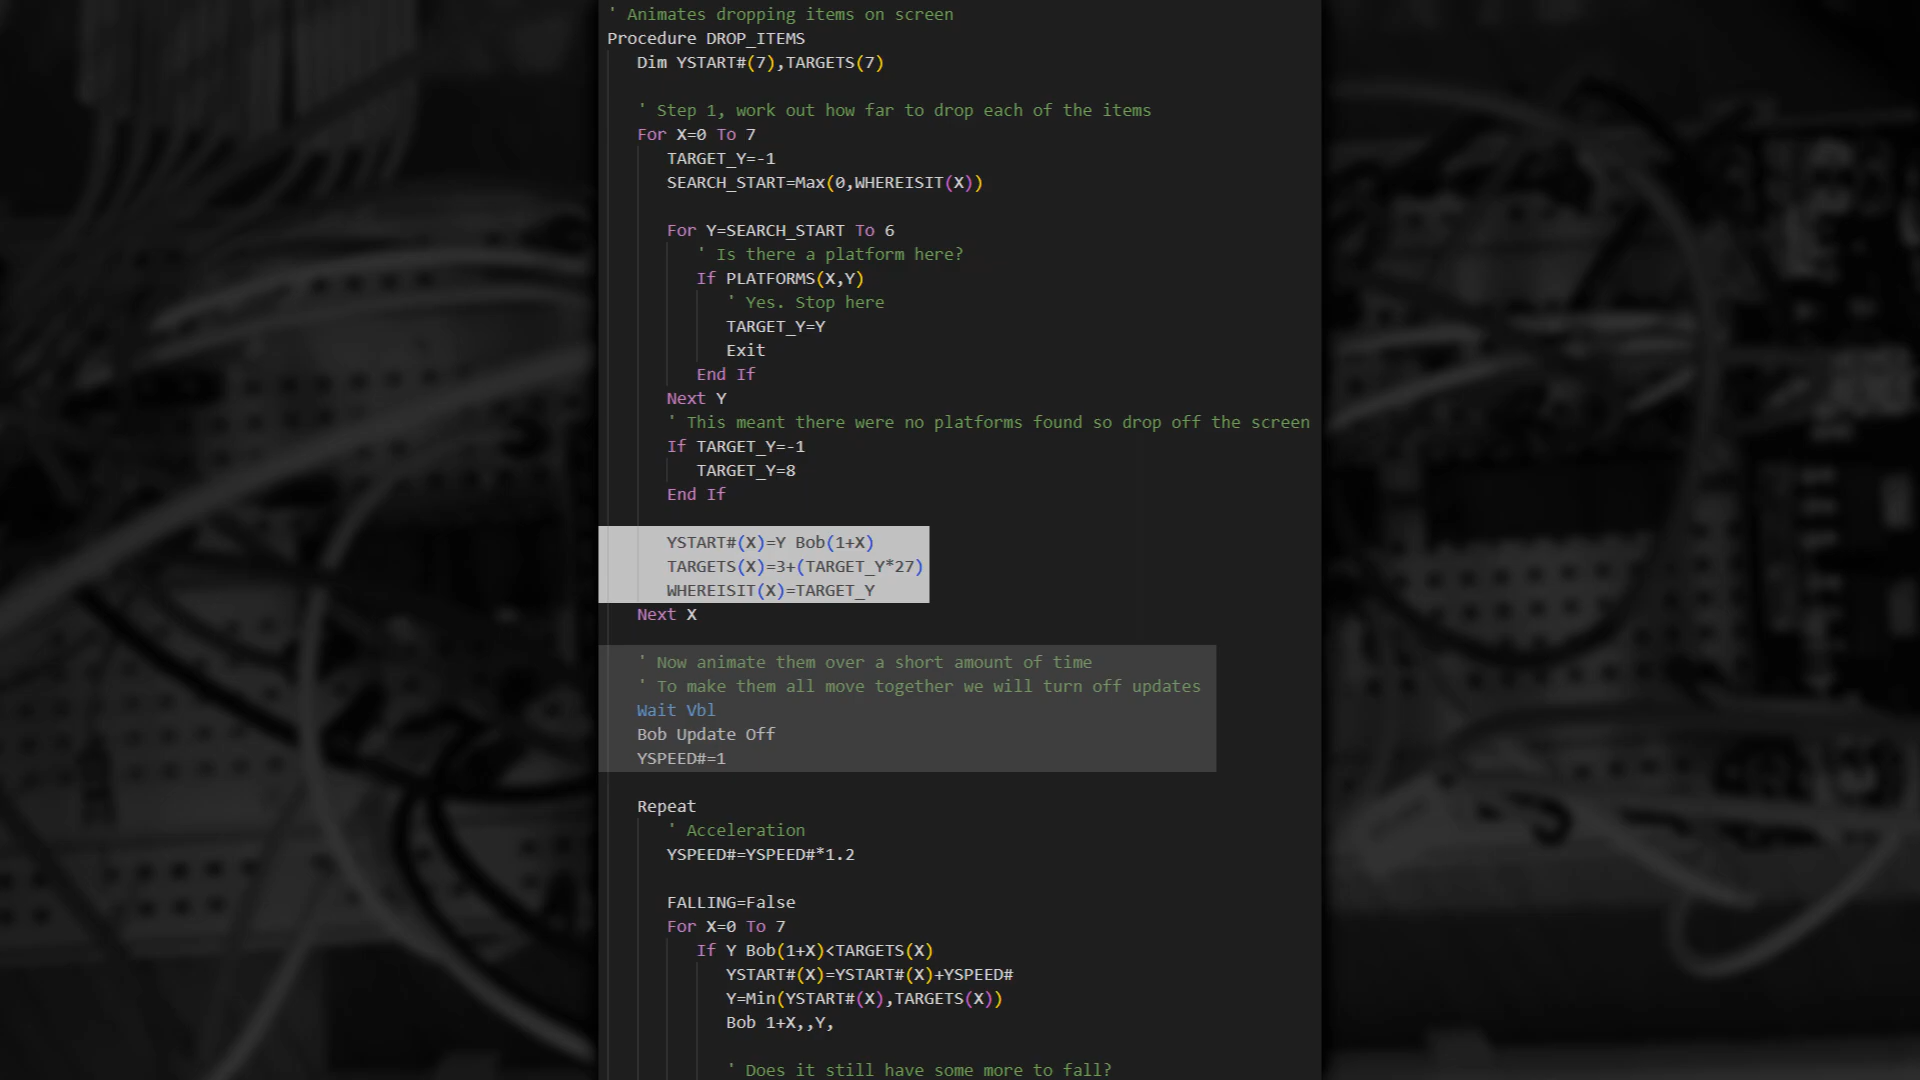 ' Animates dropping items on screen
Procedure DROP_ITEMS
Dim YSTART#(7),TARGETS(7)
' Step 1, work out how far to drop each of the items
For X=0 To 7
TARGET_Y=-1
SEARCH_START=Max(0,WHEREISIT(X))
For Y=SEARCH_START To 6
' Is there a platform here?
If PLATFORMS(X,Y)
' Yes. Stop here
TARGET_Y=Y
Exit
End If
Next Y
' This meant there were no platforms found so drop off the screen
If TARGET_Y=-1
TARGET_Y=8
End If
YSTART#(X)=Y Bob(1+X)
TARGETS(X)=3+(TARGET_Y*27)
WHEREISIT(X)=TARGET_Y
Next X
' Now animate them over a short amount of time
' To make them all move together we will turn off updates
Wait Vbl
Bob Update Off
YSPEED#=1
Repeat
' Acceleration
YSPEED#=YSPEED#*1.2
FALLING=False
For X=0 To 7
If Y Bob(1+X)<TARGETS(X)
YSTART#(X)=YSTART#(X)+YSPEED#
Y=Min(YSTART#(X),TARGETS(X))
Bob 1+X,,Y,
' Does it still have some more to fall?